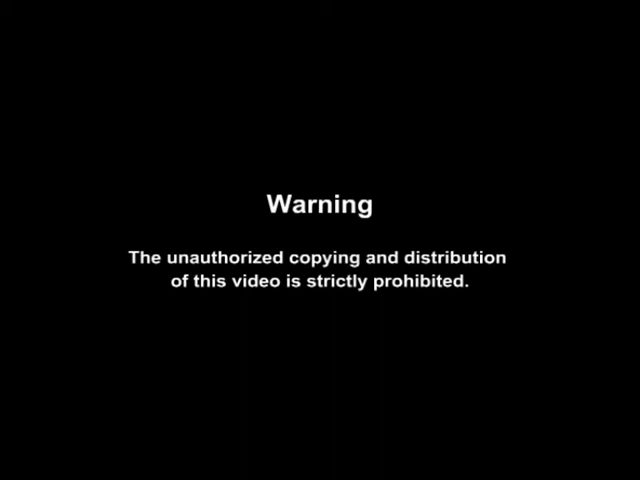 Warning
The unauthorized copying and distribution
of this video is strictly prohibited.